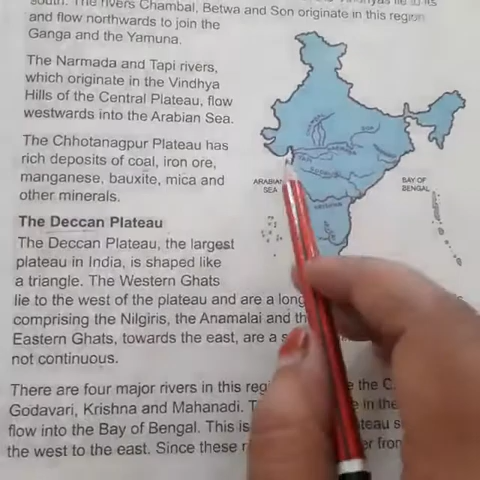 south. The rivers Chambal, Betwa and Son originate in this region
and flow northwards to join the
Ganga and the Yamuna.
The Narmada and Tapi rivers,
which originate in the Vindhya
Hills of the Central Plateau, flow
westwards into the Arabian Sea.
The Chhotanagpur Plateau has
rich deposits of coal, iron ore,
manganese, bauxite, mica and
other minerals.
ARABIAN
SEA
BAY OF
BENGAL
The Deccan Plateau
The Deccan Plateau, the largest
plateau in India, is shaped like
a triangle. The Western Ghats
lie to the west of the plateau and are a long
comprising the Nilgiris, the Anamalai and th
Eastern Ghats, towards the east, are a s
not continuous.
There are four major rivers in this reg e the C
Godavari, Krishna and Mahanadi. T e in the
flow into the Bay of Bengal. This is teau s
the west to the east. Since these r er from